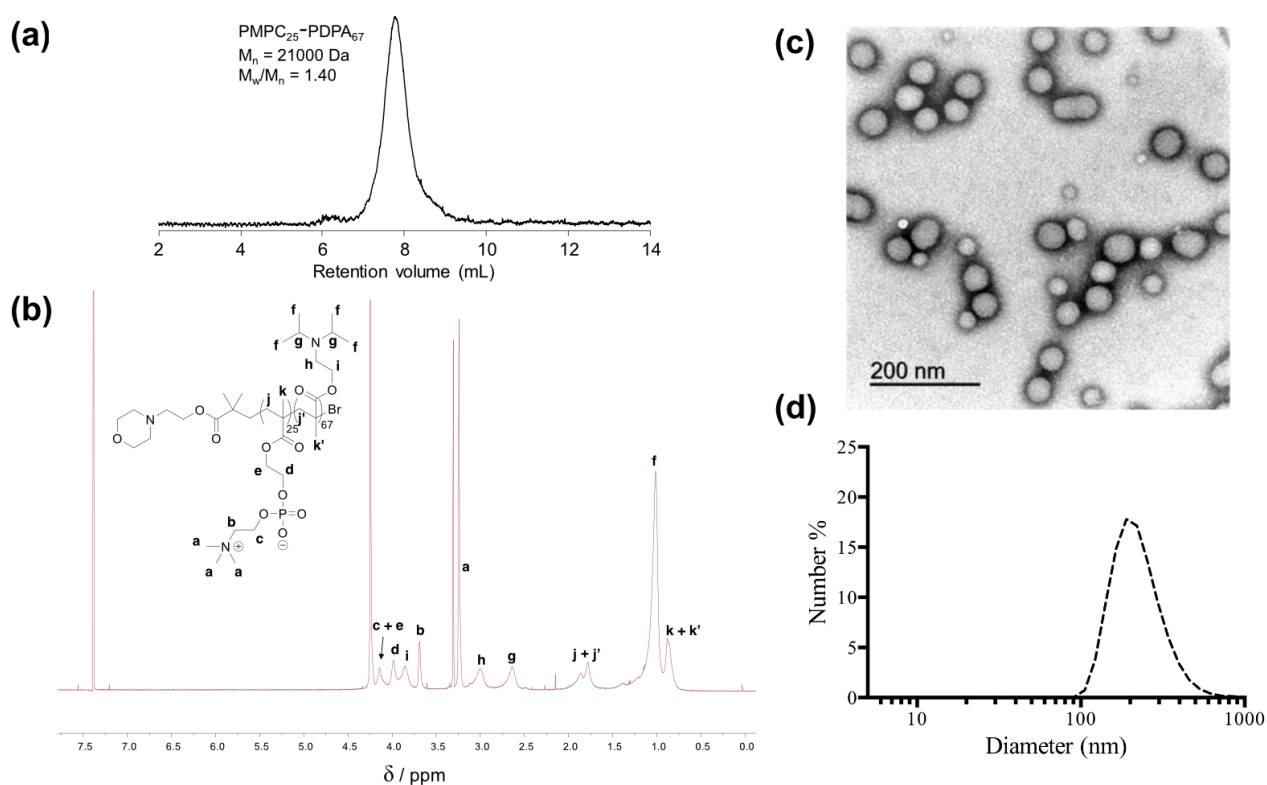 (a)
PMPC₂₅-PDPA₆₇
Mₙ = 21000 Da
M_w/Mₙ = 1.40
2 4 6 8 10 12 14
Retention volume (mL)
(b)
f f
f g N g f
h i
O O
j k Br
N O j' 67
O O 25 k'
O O
e d
O
O P O
b O
a N ⊕ c ⊖
a a
c + e
d
i
b
a
h
g
j + j'
f
k + k'
7.5 7.0 6.5 6.0 5.5 5.0 4.5 4.0 3.5 3.0 2.5 2.0 1.5 1.0 0.5 0.0
δ / ppm
(c)
200 nm
(d)
25
20
15
10
5
0
Number %
10 100 1000
Diameter (nm)